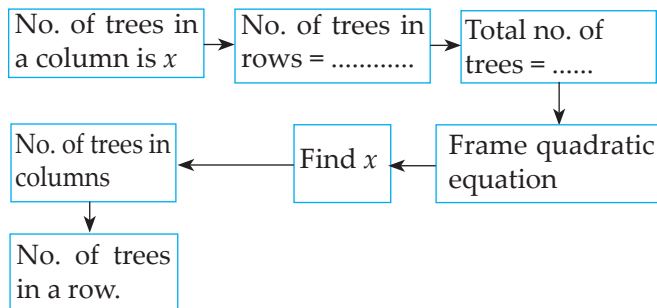 No. of trees in
a column is x
No. of trees in
rows = ............
Total no. of
trees = ......
Frame quadratic
equation
Find x
No. of trees in
columns
No. of trees
in a row.